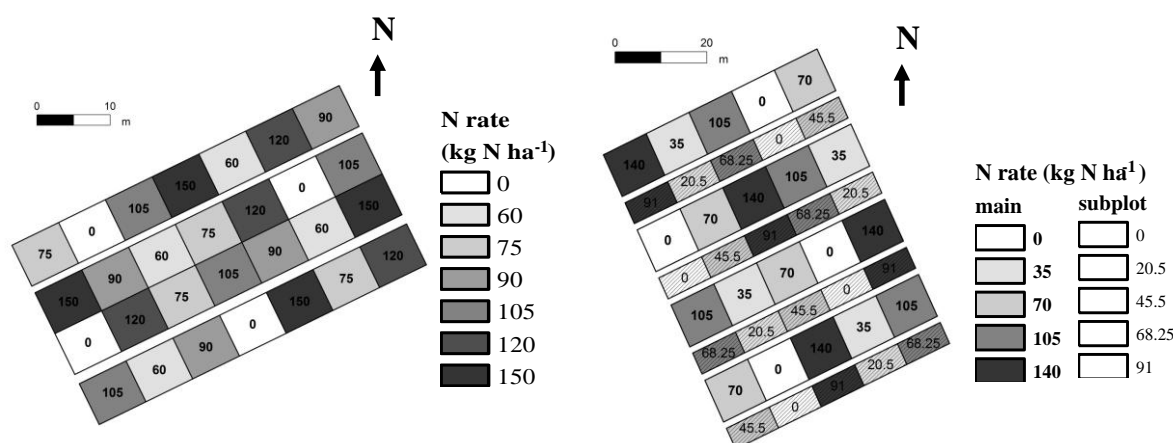 N
0 10
m
75 0 105 150 60 120 90
150 90 60 75 120 0 105
0 120 75 105 90 60 150
105 60 90 0 150 75 120
N rate
(kg N ha⁻¹)
0
60
75
90
105
120
150
0 20
m
N
140 35 105 0 70
91 20.5 68.25 0 45.5
0 70 140 105 35
0 45.5 91 68.25 20.5
105 35 70 0 140
68.25 20.5 45.5 0 91
70 0 140 35 105
45.5 0 91 20.5 68.25
N rate (kg N ha¹)
main subplot
0 0
35 20.5
70 45.5
105 68.25
140 91